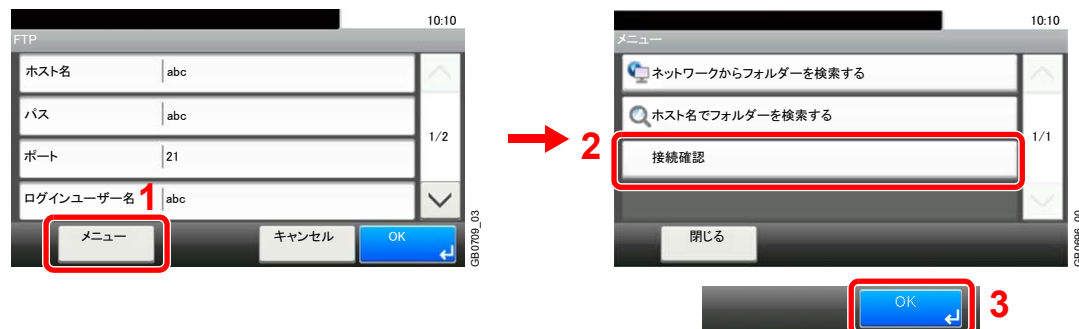 10:10
FTP
ホスト名 abc
パス abc
1/2
ポート 21
ログインユーザー名 abc
1
メニュー キャンセル OK
GB0709_03
10:10
メニュー
ネットワークからフォルダーを検索する
ホスト名でフォルダーを検索する
1/1
2
接続確認
閉じる
GB0696_00
OK
3